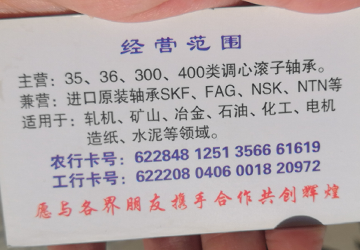 经营范围
主营：35、36、300、400类调心滚子轴承。
兼营：进口原装轴承SKF、FAG、NSK、NTN等
适用于：轧机、矿山、冶金、石油、化工、电机
造纸、水泥等领域。
农行卡号：622848 1251 3566 61619
工行卡号：622208 0406 0018 20972
愿与各界朋友携手合作共创辉煌